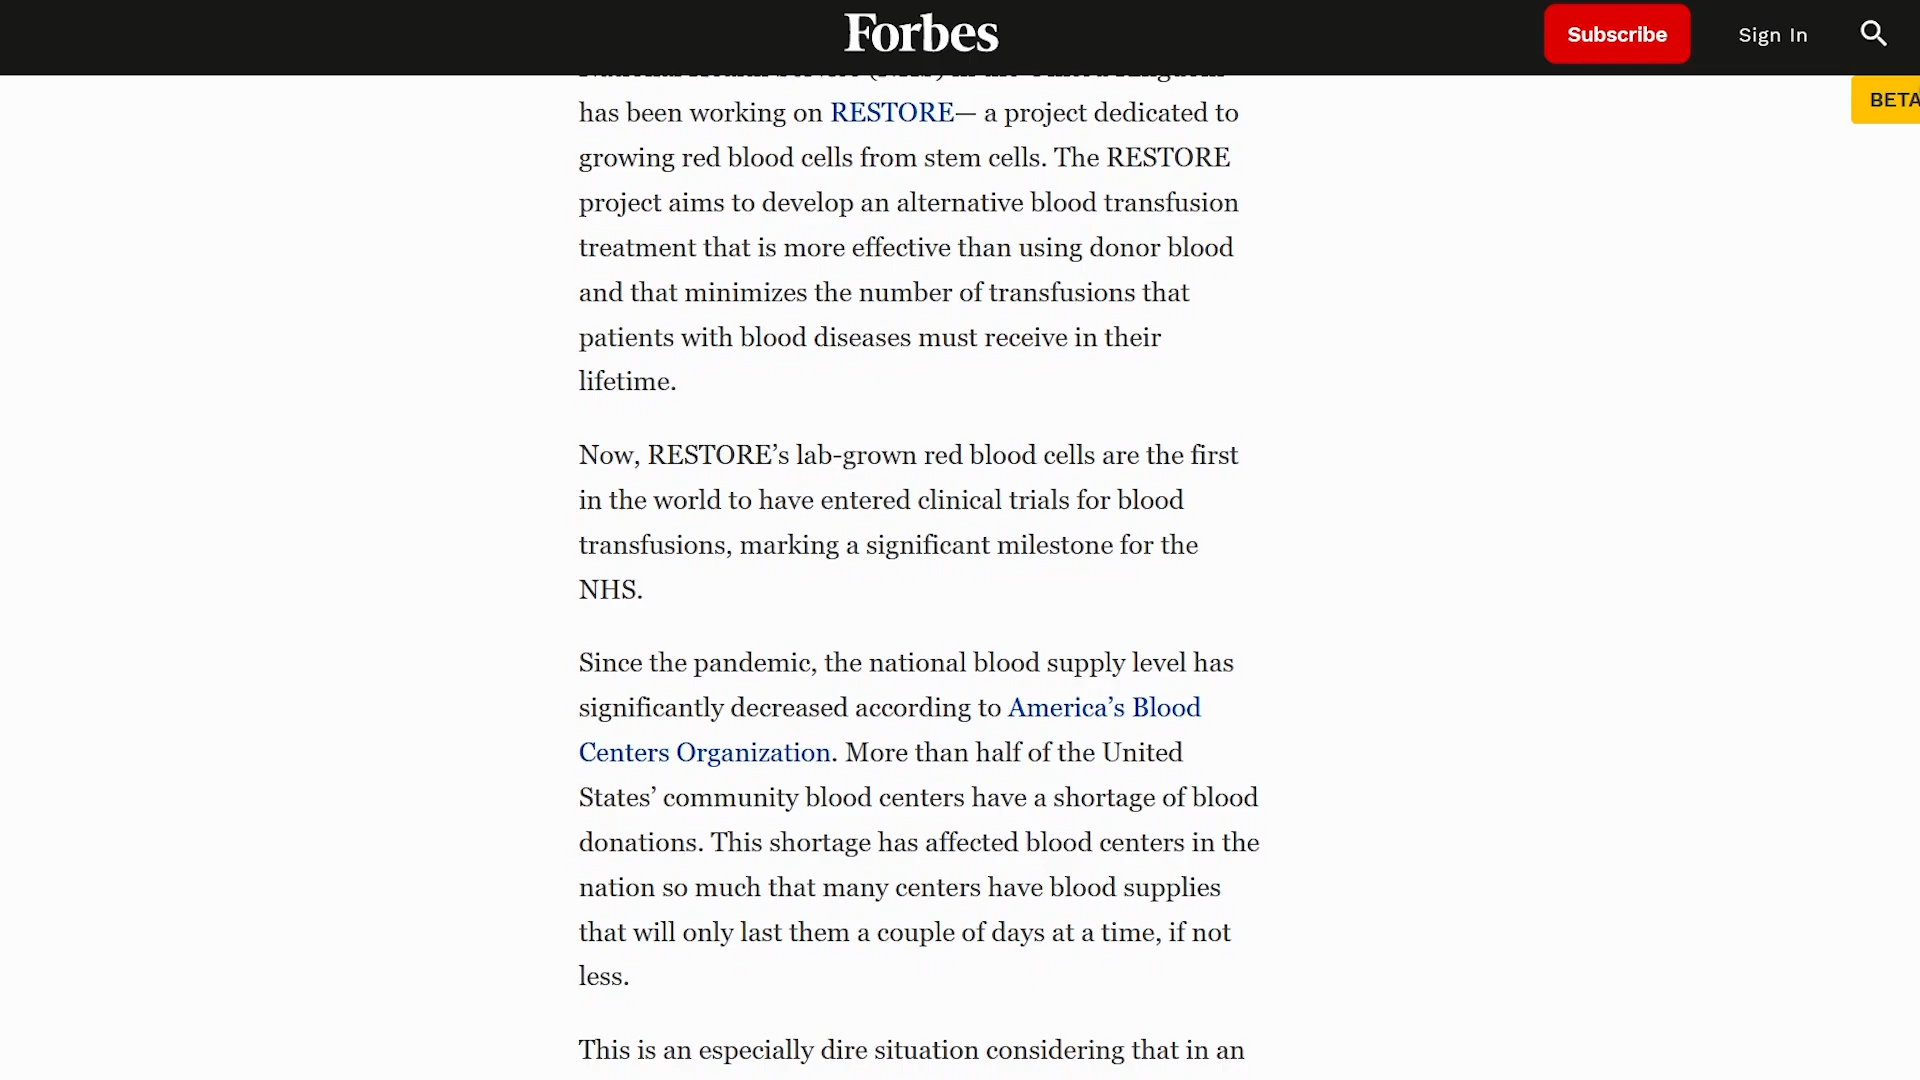 Forbes
Subscribe
Sign In
BETA
National Health Service (NHS) in the United Kingdom
has been working on RESTORE— a project dedicated to
growing red blood cells from stem cells. The RESTORE
project aims to develop an alternative blood transfusion
treatment that is more effective than using donor blood
and that minimizes the number of transfusions that
patients with blood diseases must receive in their
lifetime.
Now, RESTORE’s lab-grown red blood cells are the first
in the world to have entered clinical trials for blood
transfusions, marking a significant milestone for the
NHS.
Since the pandemic, the national blood supply level has
significantly decreased according to America’s Blood
Centers Organization. More than half of the United
States’ community blood centers have a shortage of blood
donations. This shortage has affected blood centers in the
nation so much that many centers have blood supplies
that will only last them a couple of days at a time, if not
less.
This is an especially dire situation considering that in an